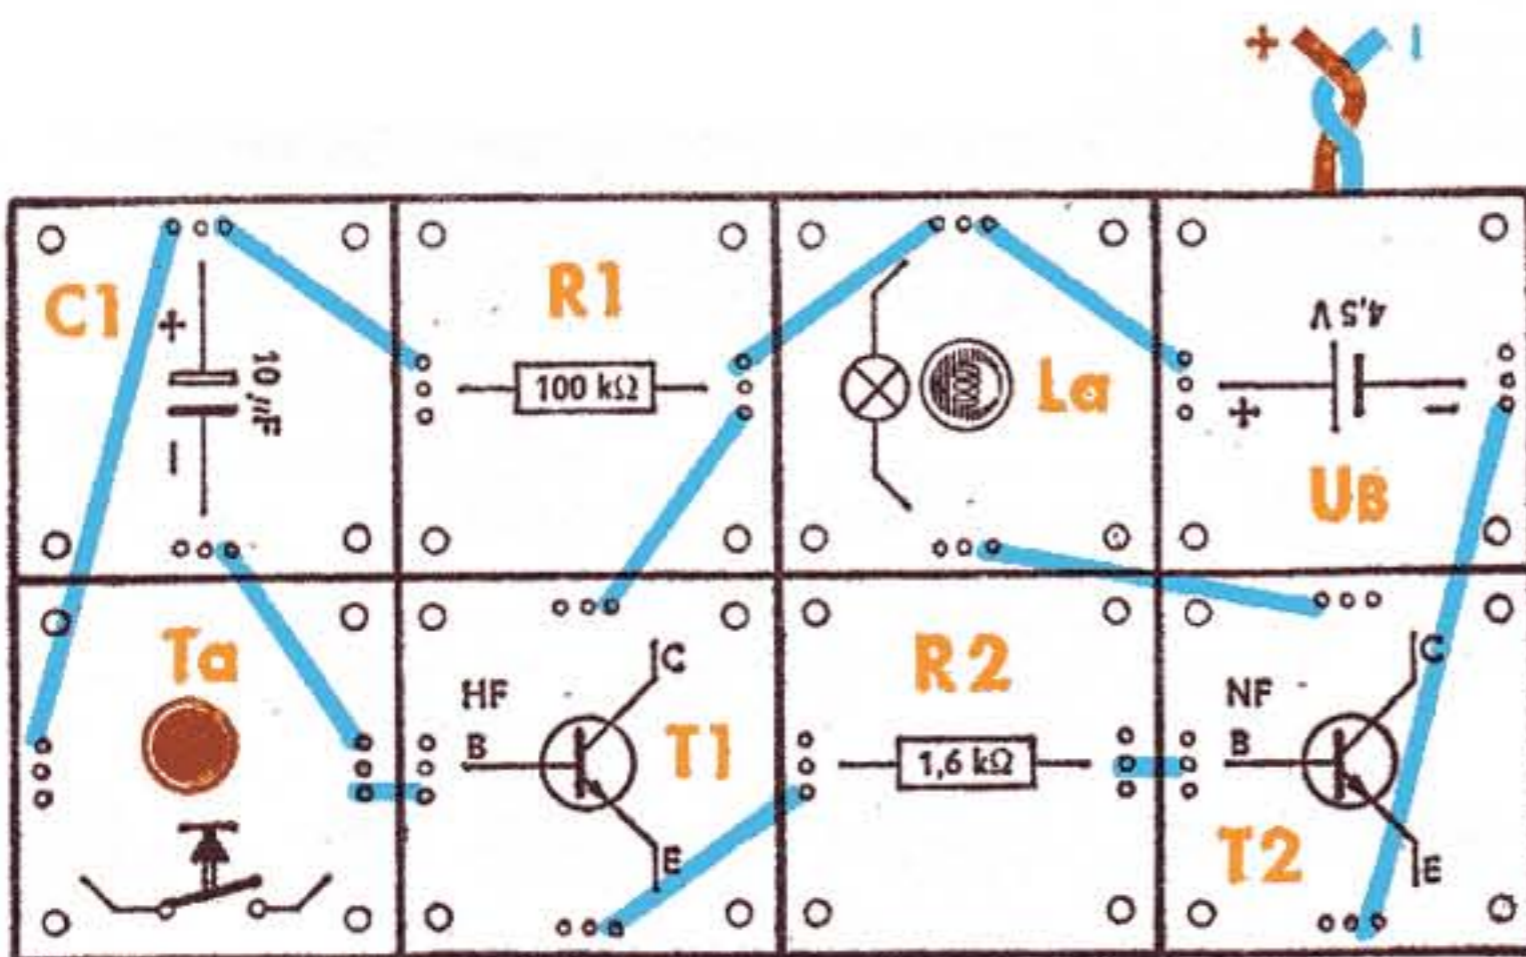 + −
C1
+
10 µF
−
R1
100 kΩ
La
4,5 V
+ −
UB
Ta
HF
C
B
T1
E
R2
1,6 kΩ
NF
C
B
T2
E